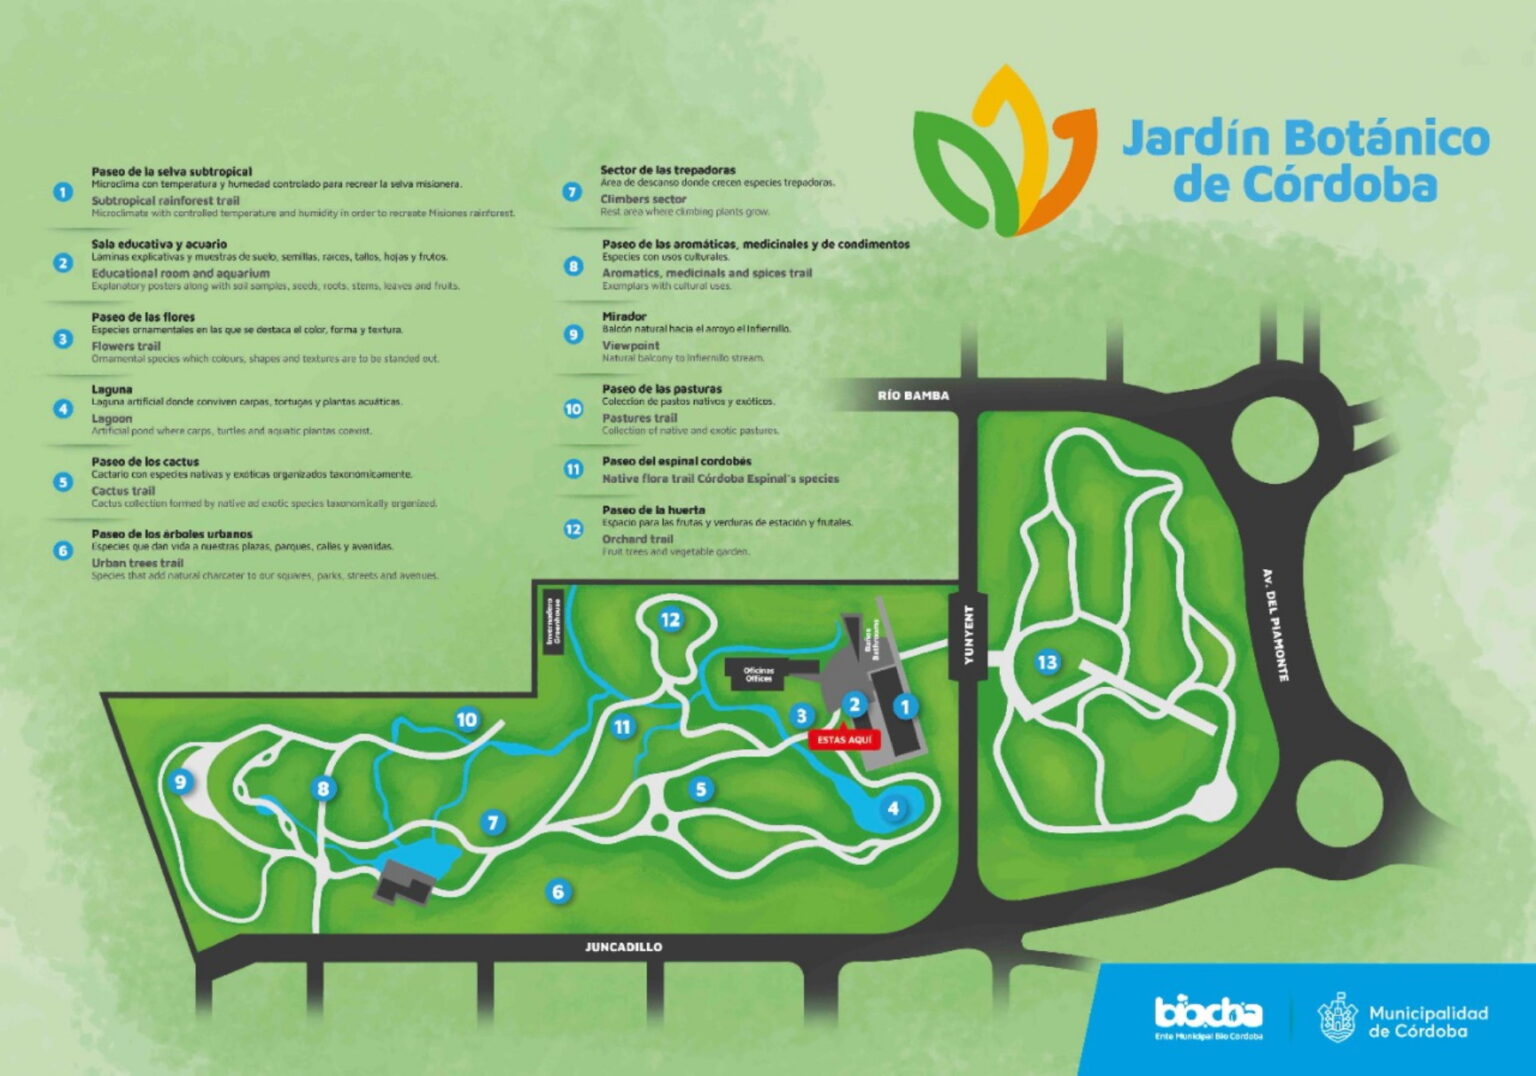 Jardín Botánico
de Córdoba
1
Paseo de la selva subtropical
Microclima con temperatura y humedad controlado para recrear la selva misionera.
Subtropical rainforest trail
Microclimate with controlled temperature and humidity in order to recreate Misiones rainforest.
2
Sala educativa y acuario
Láminas explicativas y muestras de suelo, semillas, raíces, tallos, hojas y frutos.
Educational room and aquarium
Explanatory posters along with soil samples, seeds, roots, stems, leaves and fruits.
3
Paseo de las flores
Especies ornamentales en las que se destaca el color, forma y textura.
Flowers trail
Ornamental species which colours, shapes and textures are to be standed out.
4
Laguna
Laguna artificial donde conviven carpas, tortugas y plantas acuáticas.
Lagoon
Artificial pond where carps, turtles and aquatic plants coexist.
5
Paseo de los cactus
Cactario con especies nativas y exóticas organizados taxonómicamente.
Cactus trail
Cactus collection formed by native ad exotic species taxonomically organized.
6
Paseo de los árboles urbanos
Especies que dan vida a nuestras plazas, parques, calles y avenidas.
Urban trees trail
Species that add natural charcater to our squares, parks, streets and avenues.
7
Sector de las trepadoras
Área de descanso donde crecen especies trepadoras.
Climbers sector
Rest area where climbing plants grow.
8
Paseo de las aromáticas, medicinales y de condimentos
Especies con usos culturales.
Aromatics, medicinals and spices trail
Exemplars with cultural uses.
9
Mirador
Balcón natural hacia el arroyo el Infiernillo.
Viewpoint
Natural balcony to Infiernillo stream.
10
Paseo de las pasturas
Colección de pastos nativos y exóticos.
Pastures trail
Collection of native and exotic pastures.
11
Paseo del espinal cordobés
Native flora trail Córdoba Espinal's species
12
Paseo de la huerta
Espacio para las frutas y verduras de estación y frutales.
Orchard trail
Fruit trees and vegetable garden.
RÍO BAMBA
YUNYENT
AV. DEL PIAMONTE
JUNCADILLO
Invernadero
Greenhouse
Baños
Bathrooms
Oficinas
Offices
ESTAS AQUÍ
12
13
1
2
3
11
10
9
8
5
4
7
6
biocba
Ente Municipal Bio Córdoba
Municipalidad
de Córdoba